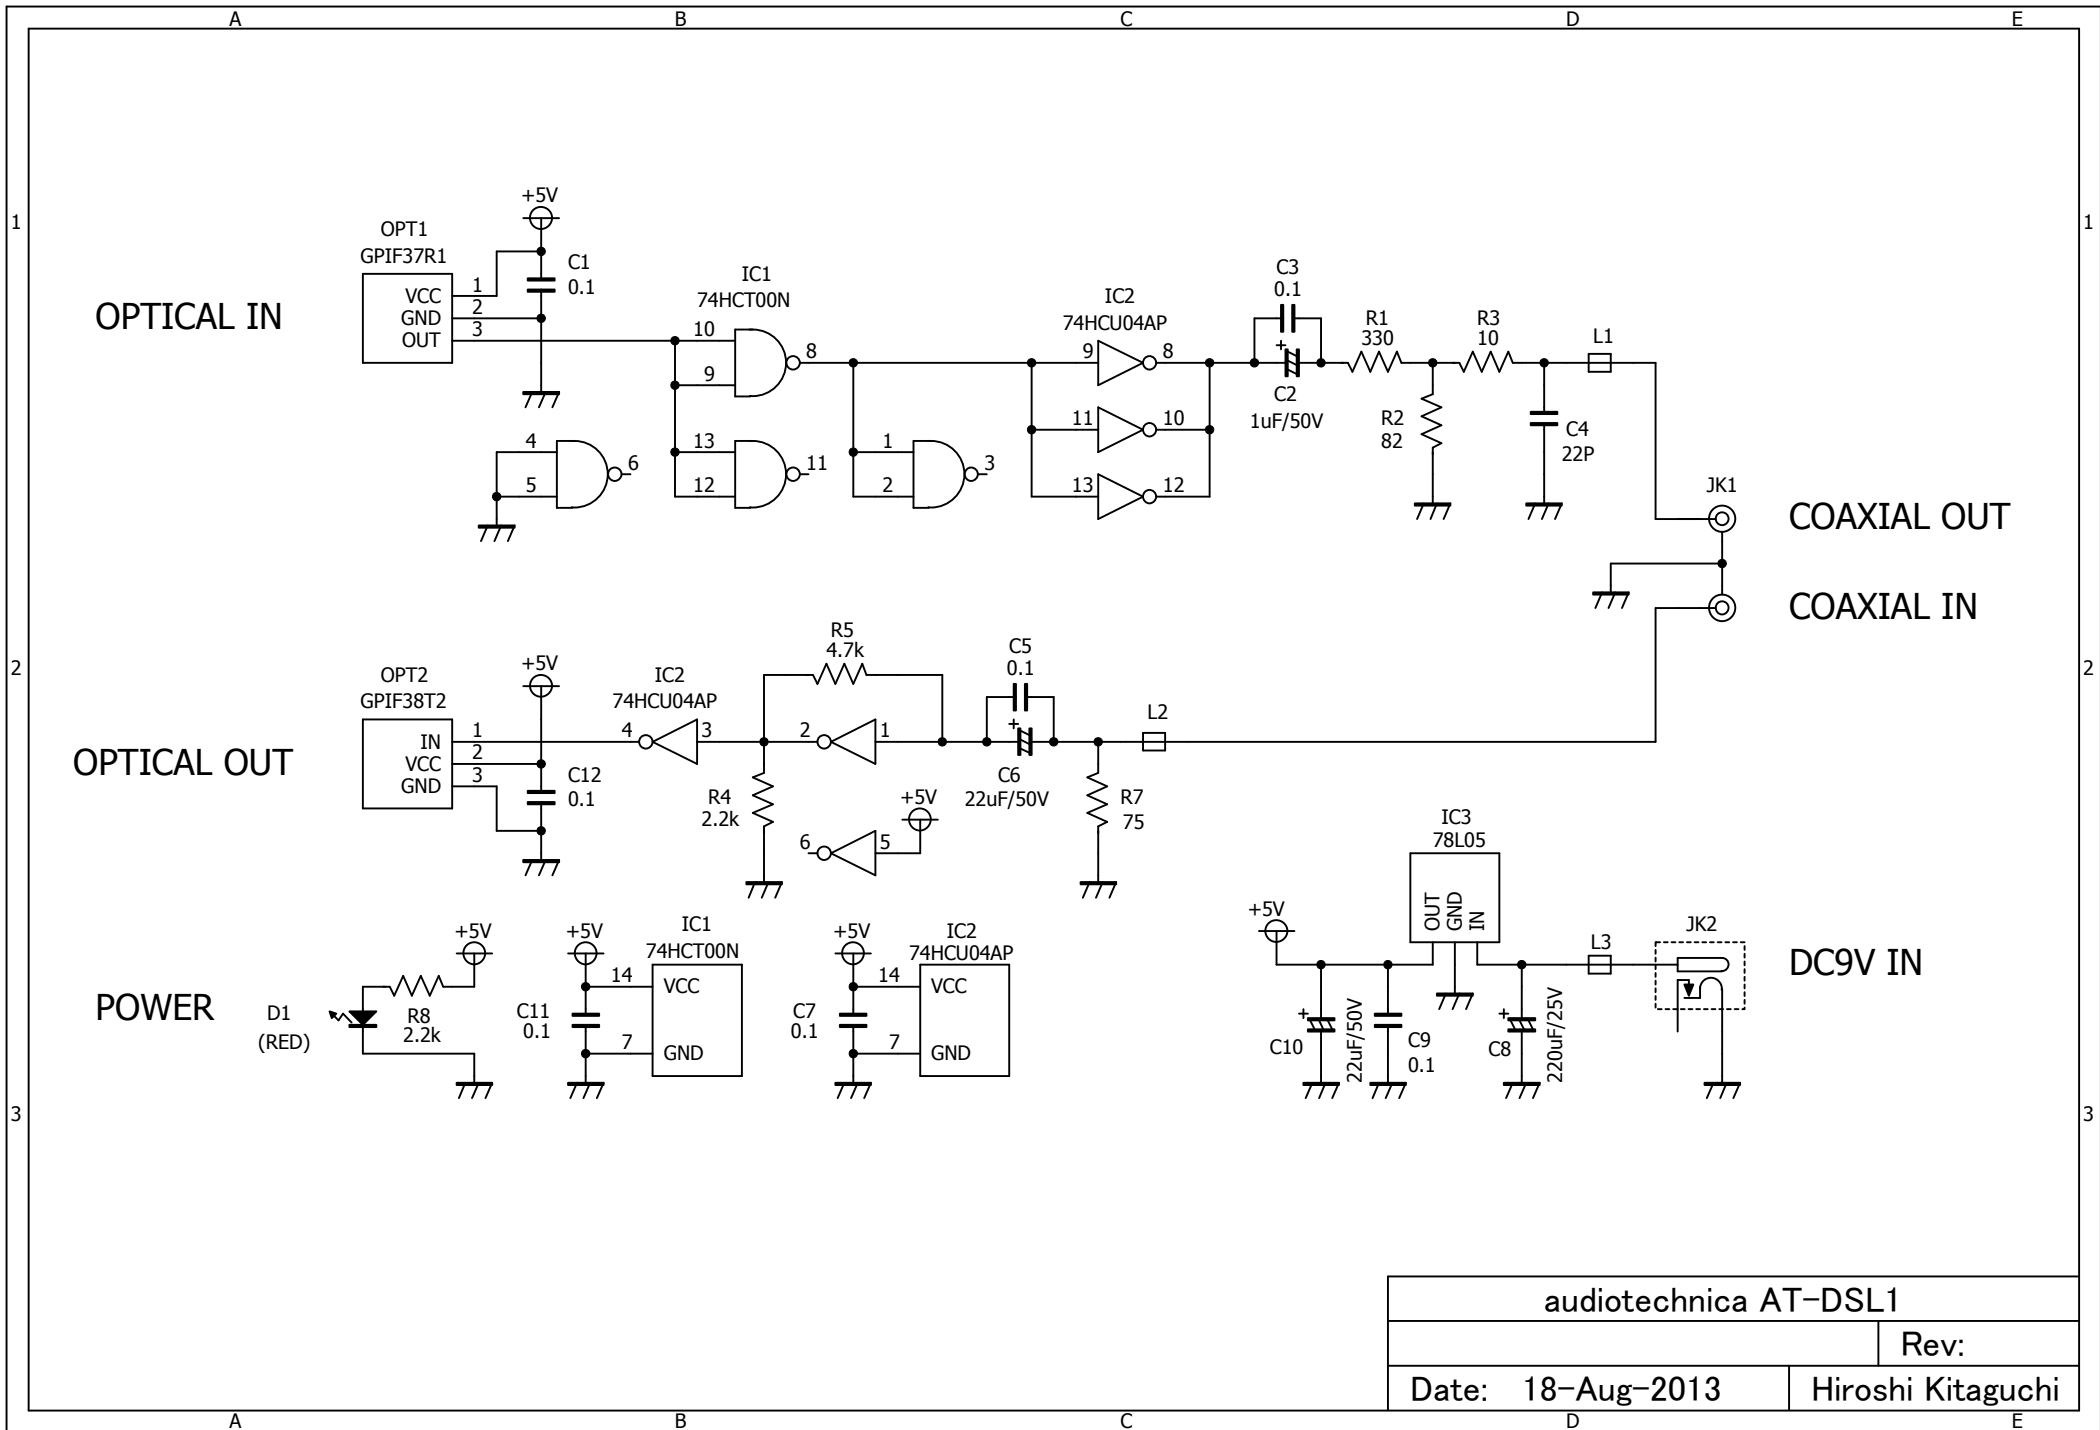 A B C D E
1 1
+5V
OPT1
GPIF37R1
VCC 1
GND 2
OUT 3
C1
0.1
OPTICAL IN
IC1
74HCT00N
10
9
8
4
5
6
13
12
11
1
2
3
IC2
74HCU04AP
9 8
11 10
13 12
C3
0.1
+
C2
1uF/50V
R1
330
R3
10
L1
R2
82
C4
22P
JK1
COAXIAL OUT
COAXIAL IN
2 2
OPT2
GPIF38T2
IN 1
VCC 2
GND 3
+5V
C12
0.1
OPTICAL OUT
IC2
74HCU04AP
4 3
R5
4.7k
2 1
R4
2.2k
+5V
6 5
C5
0.1
+
C6
22uF/50V
L2
R7
75
IC3
78L05
OUT
GND
IN
+5V
+
C10
22uF/50V
C9
0.1
+
C8
220uF/25V
L3
JK2
DC9V IN
POWER
D1
(RED)
+5V
R8
2.2k
+5V
IC1
74HCT00N
14 VCC
7 GND
C11
0.1
+5V
IC2
74HCU04AP
14 VCC
7 GND
C7
0.1
3 3
audiotechnica AT-DSL1
Rev:
Date: 18-Aug-2013 Hiroshi Kitaguchi
A B C D E